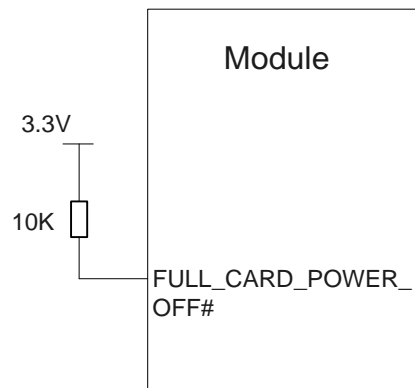 Module
3.3V
10K
FULL_CARD_POWER_
OFF#